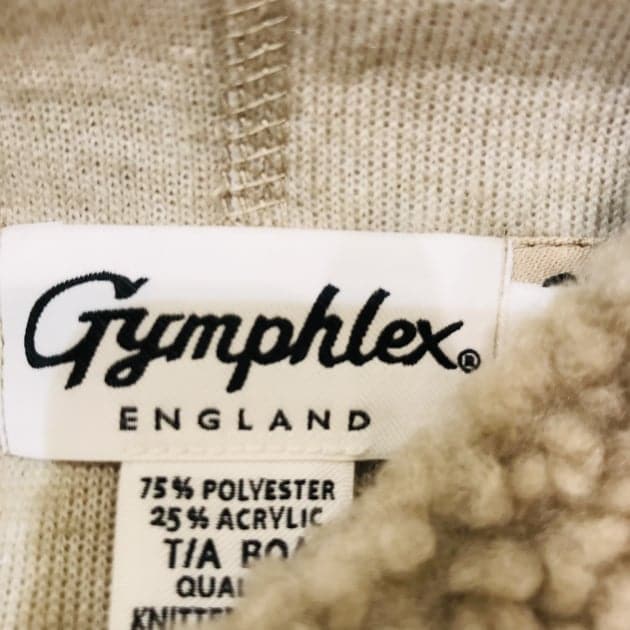 Gymphlex®
ENGLAND
75% POLYESTER
25% ACRYLIC
T/A